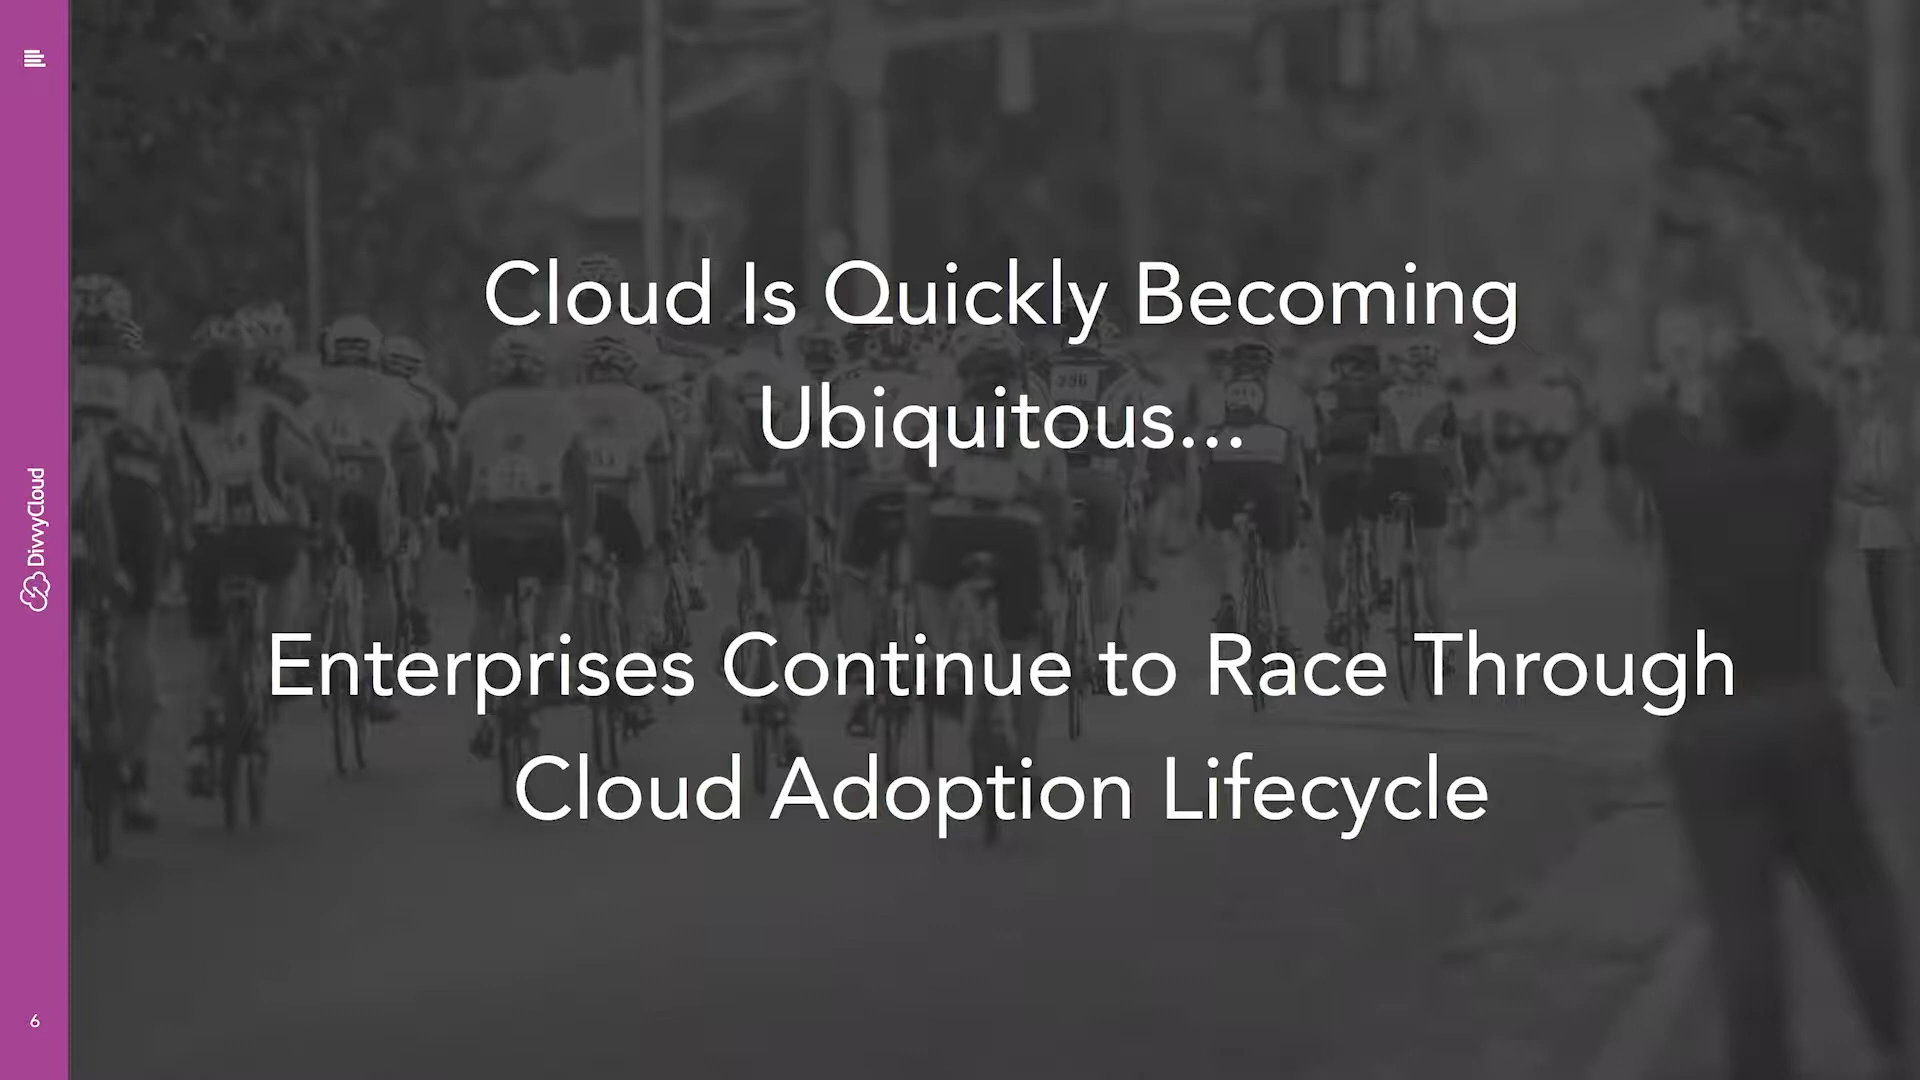 Cloud Is Quickly Becoming
Ubiquitous...
Enterprises Continue to Race Through
Cloud Adoption Lifecycle
DivvyCloud
6